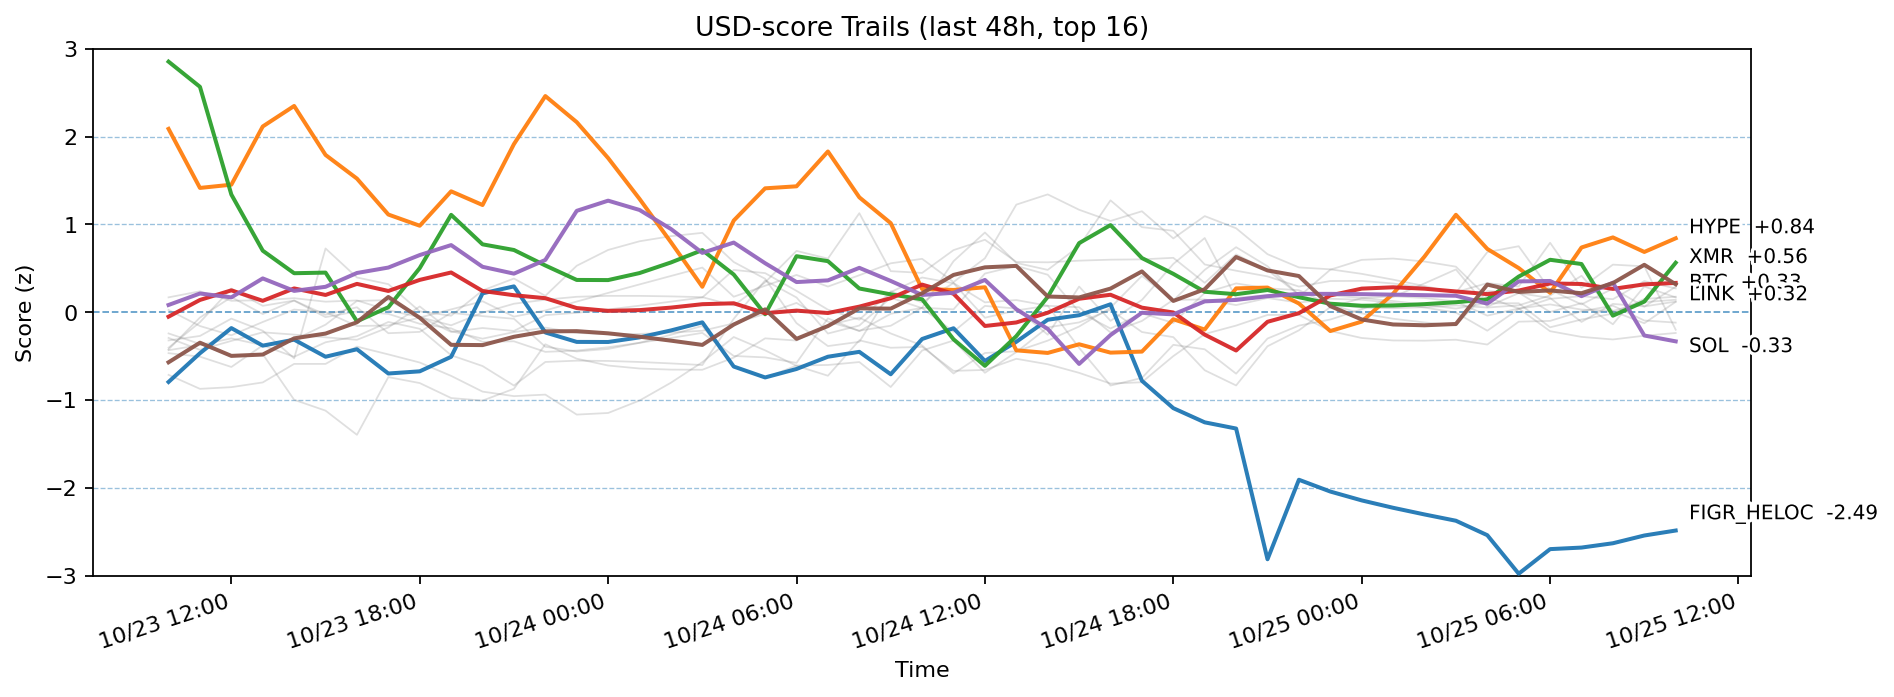 USD-score Trails (last 48h, top 16)
Score (z)
3
2
1
0
−1
−2
−3
HYPE +0.84
XMR +0.56
BTC +0.33
LINK +0.32
SOL -0.33
FIGR_HELOC -2.49
10/23 12:00
10/23 18:00
10/24 00:00
10/24 06:00
10/24 12:00
10/24 18:00
10/25 00:00
10/25 06:00
10/25 12:00
Time